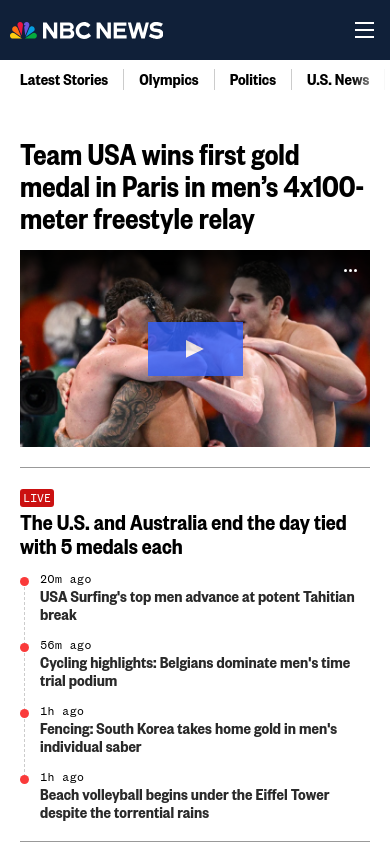 NBC NEWS
Latest Stories
Olympics
Politics
U.S. News
Team USA wins first gold
medal in Paris in men’s 4x100-
meter freestyle relay
LIVE
The U.S. and Australia end the day tied
with 5 medals each
20m ago
USA Surfing's top men advance at potent Tahitian
break
56m ago
Cycling highlights: Belgians dominate men's time
trial podium
1h ago
Fencing: South Korea takes home gold in men's
individual saber
1h ago
Beach volleyball begins under the Eiffel Tower
despite the torrential rains